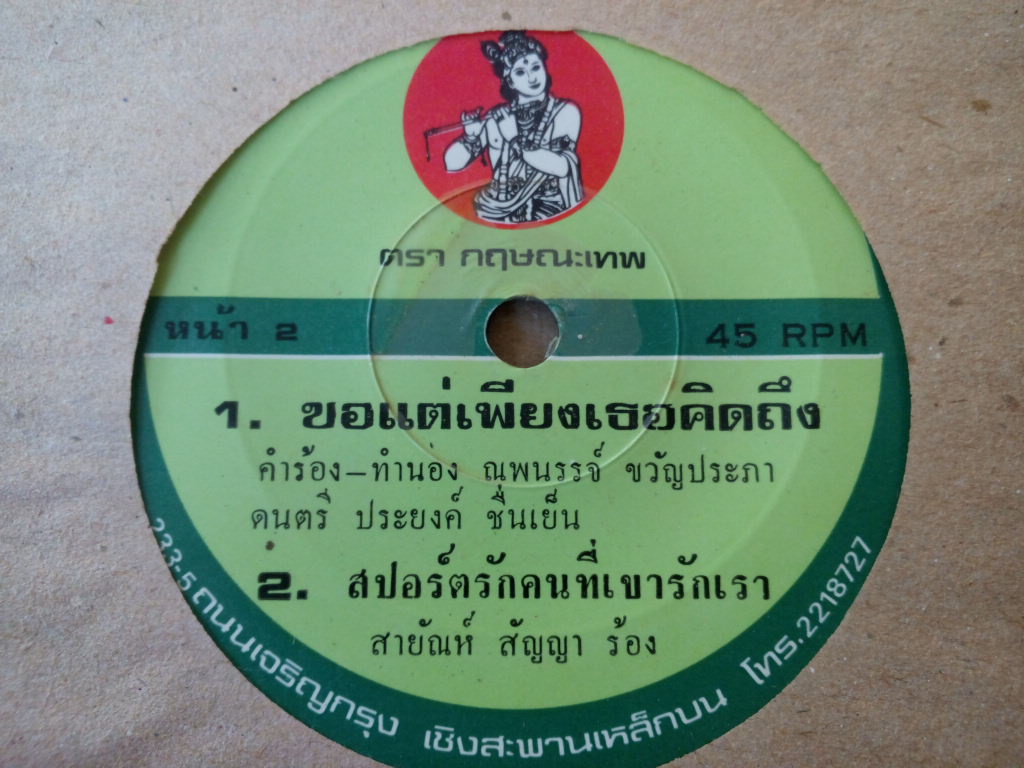 ตรา กฤษณะเทพ
หน้า 2 45 RPM
1. ขอแต่เพียงเธอคิดถึง
คำร้อง–ทำนอง ณพนรรจ์ ขวัญประภา
ดนตรี ประยงค์ ชื่นเย็น
2. สปอร์ตรักคนที่เขารักเรา
สายัณห์ สัญญา ร้อง
233-5 ถนนเจริญกรุง เชิงสะพานเหล็กบน โทร. 2218727